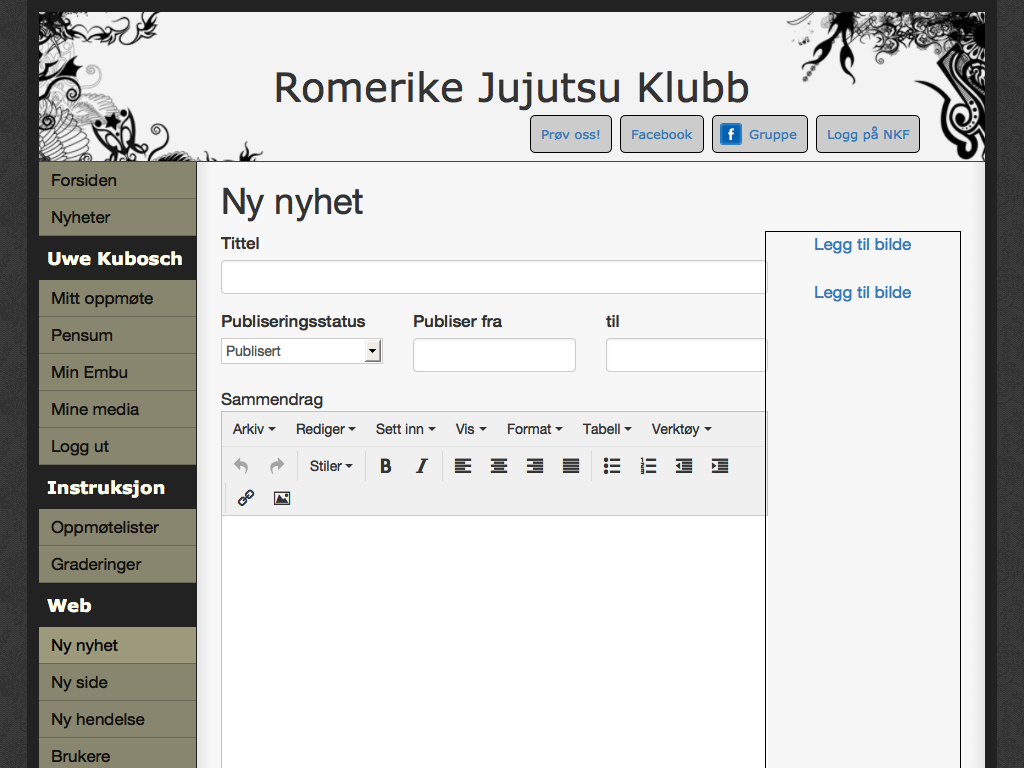 Romerike Jujutsu Klubb
Prøv oss!
Facebook
Gruppe
Logg på NKF
Forsiden
Nyheter
Uwe Kubosch
Mitt oppmøte
Pensum
Min Embu
Mine media
Logg ut
Instruksjon
Oppmøtelister
Graderinger
Web
Ny nyhet
Ny side
Ny hendelse
Brukere
Ny nyhet
Tittel
Publiseringsstatus Publiser fra til
Publisert
Sammendrag
Arkiv Rediger Sett inn Vis Format Tabell Verktøy
Stiler B I
Legg til bilde
Legg til bilde